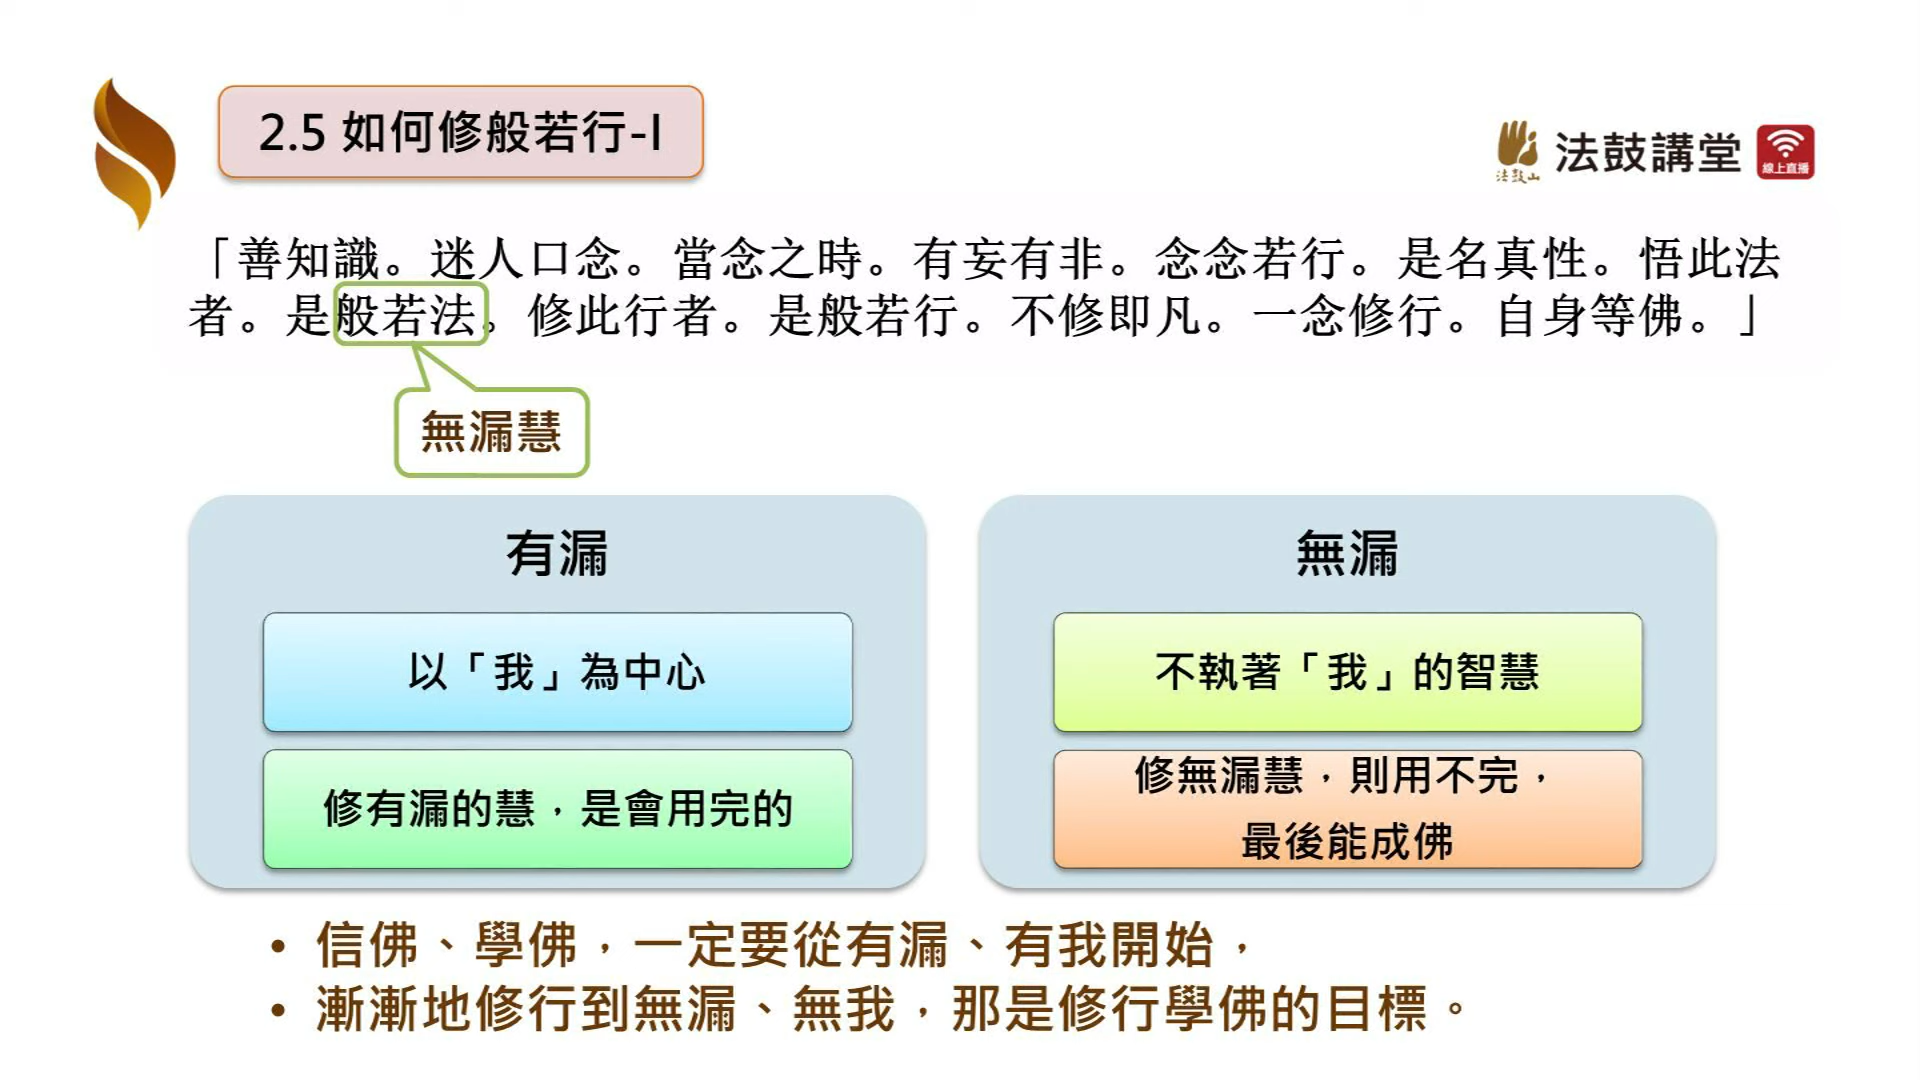 2.5 如何修般若行-I
法鼓山
法鼓講堂
線上直播
「善知識。迷人口念。當念之時。有妄有非。念念若行。是名真性。悟此法
者。是般若法。修此行者。是般若行。不修即凡。一念修行。自身等佛。」
無漏慧
有漏
以「我」為中心
修有漏的慧，是會用完的
無漏
不執著「我」的智慧
修無漏慧，則用不完，
最後能成佛
• 信佛、學佛，一定要從有漏、有我開始，
• 漸漸地修行到無漏、無我，那是修行學佛的目標。